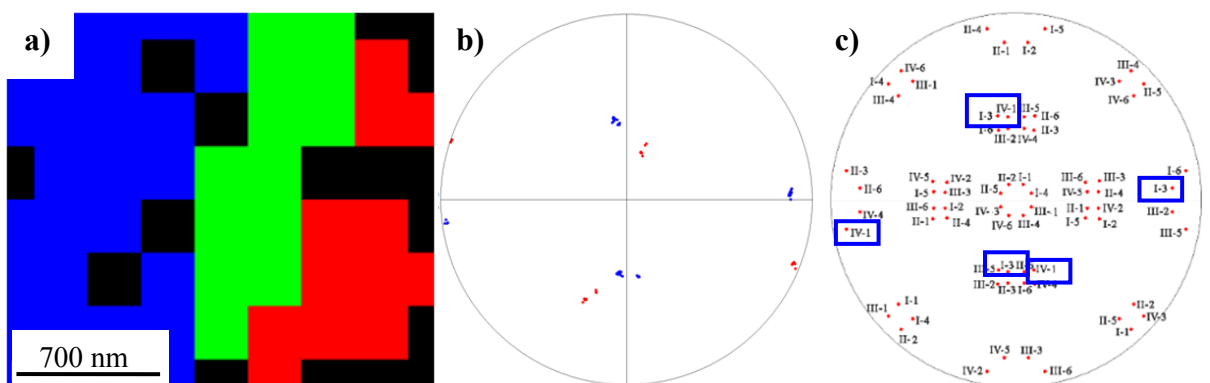 a)
b)
c)
700 nm
II-4 I-5
II-1 I-2
IV-6 III-4
I-4 III-1 IV-3 II-5
III-4 IV-6
IV-1 II-5
I-3 II-6
I-6 II-3
III-2 IV-4
II-3 I-6
IV-5 IV-2 II-2 I-1 III-6 III-3
II-6 I-5 III-3 II-5 I-4 IV-5 II-4 I-3
IV-4 III-6 I-2 IV-3 III-1 II-1 IV-2 III-2
II-1 II-4 IV-6 III-4 I-5 I-2
IV-1 III-5
III-5 I-3 IV-1
III-2 II-3 I-6 IV-4
I-1 II-2
III-1 I-4 II-5 IV-3
II-2 I-1
IV-5 III-3
IV-2 III-6